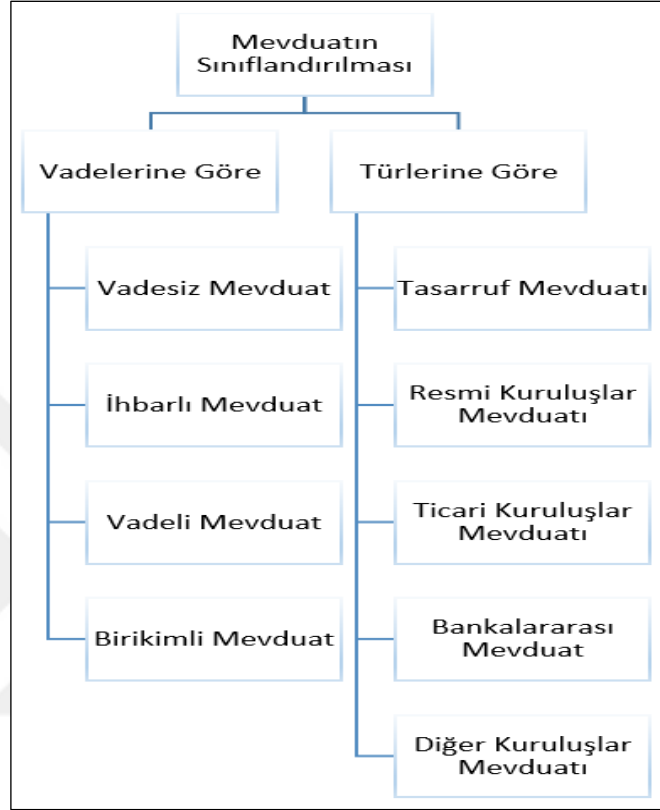 Mevduatın
Sınıflandırılması
Vadelerine Göre
Türlerine Göre
Vadesiz Mevduat
İhbarlı Mevduat
Vadeli Mevduat
Birikimli Mevduat
Tasarruf Mevduatı
Resmi Kuruluşlar
Mevduatı
Ticari Kuruluşlar
Mevduatı
Bankalararası
Mevduat
Diğer Kuruluşlar
Mevduatı